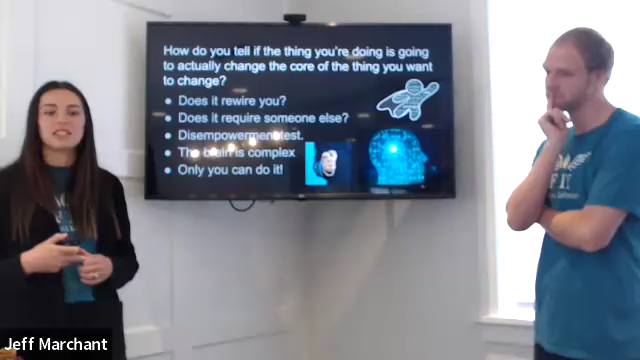 How do you tell if the thing you're doing is going
to actually change the core of the thing you want
to change?
● Does it rewire you?
● Does it require someone else?
● Disempowerment test.
● The brain is complex
● Only you can do it!
Jeff Marchant